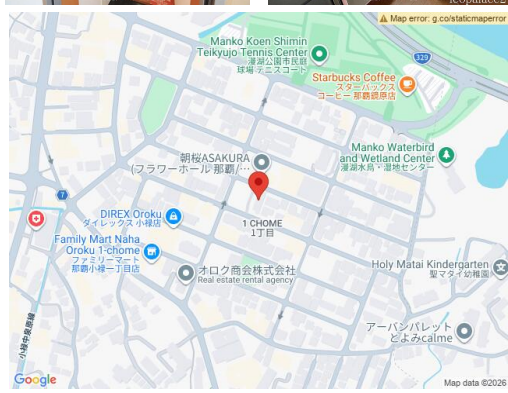 leopalace2
Map error: g.co/staticmaperror
Manko Koen Shimin
Teikyujo Tennis Center
漫湖公園市民庭
球場 テニスコート
329
Starbucks Coffee
スターバックス
コーヒー 那覇鏡原店
Manko Waterbird
and Wetland Center
漫湖水鳥・湿地センター
朝桜ASAKURA
(フラワーホール 那覇/…
7
1 CHOME
1丁目
DIREX Oroku
ダイレックス 小禄店
Family Mart Naha
Oroku 1-chome
ファミリーマート
那覇小禄一丁目店
オロク商会株式会社
Real estate rental agency
Holy Matai Kindergarten
聖マタイ幼稚園
アーバンパレット
とよみcalme
小禄中央原線
Google
Map data ©2026